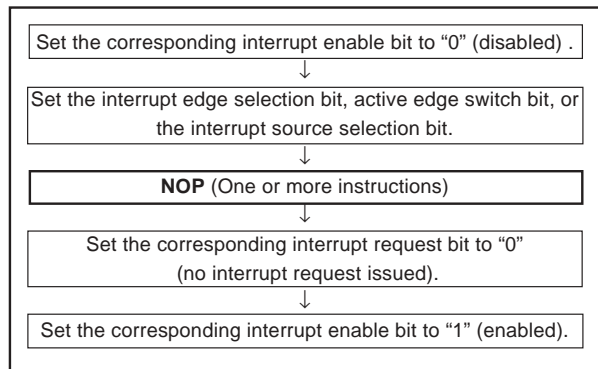 Set the corresponding interrupt enable bit to “0” (disabled) .
↓
Set the interrupt edge selection bit, active edge switch bit, or
the interrupt source selection bit.
↓
NOP (One or more instructions)
↓
Set the corresponding interrupt request bit to “0”
(no interrupt request issued).
↓
Set the corresponding interrupt enable bit to “1” (enabled).